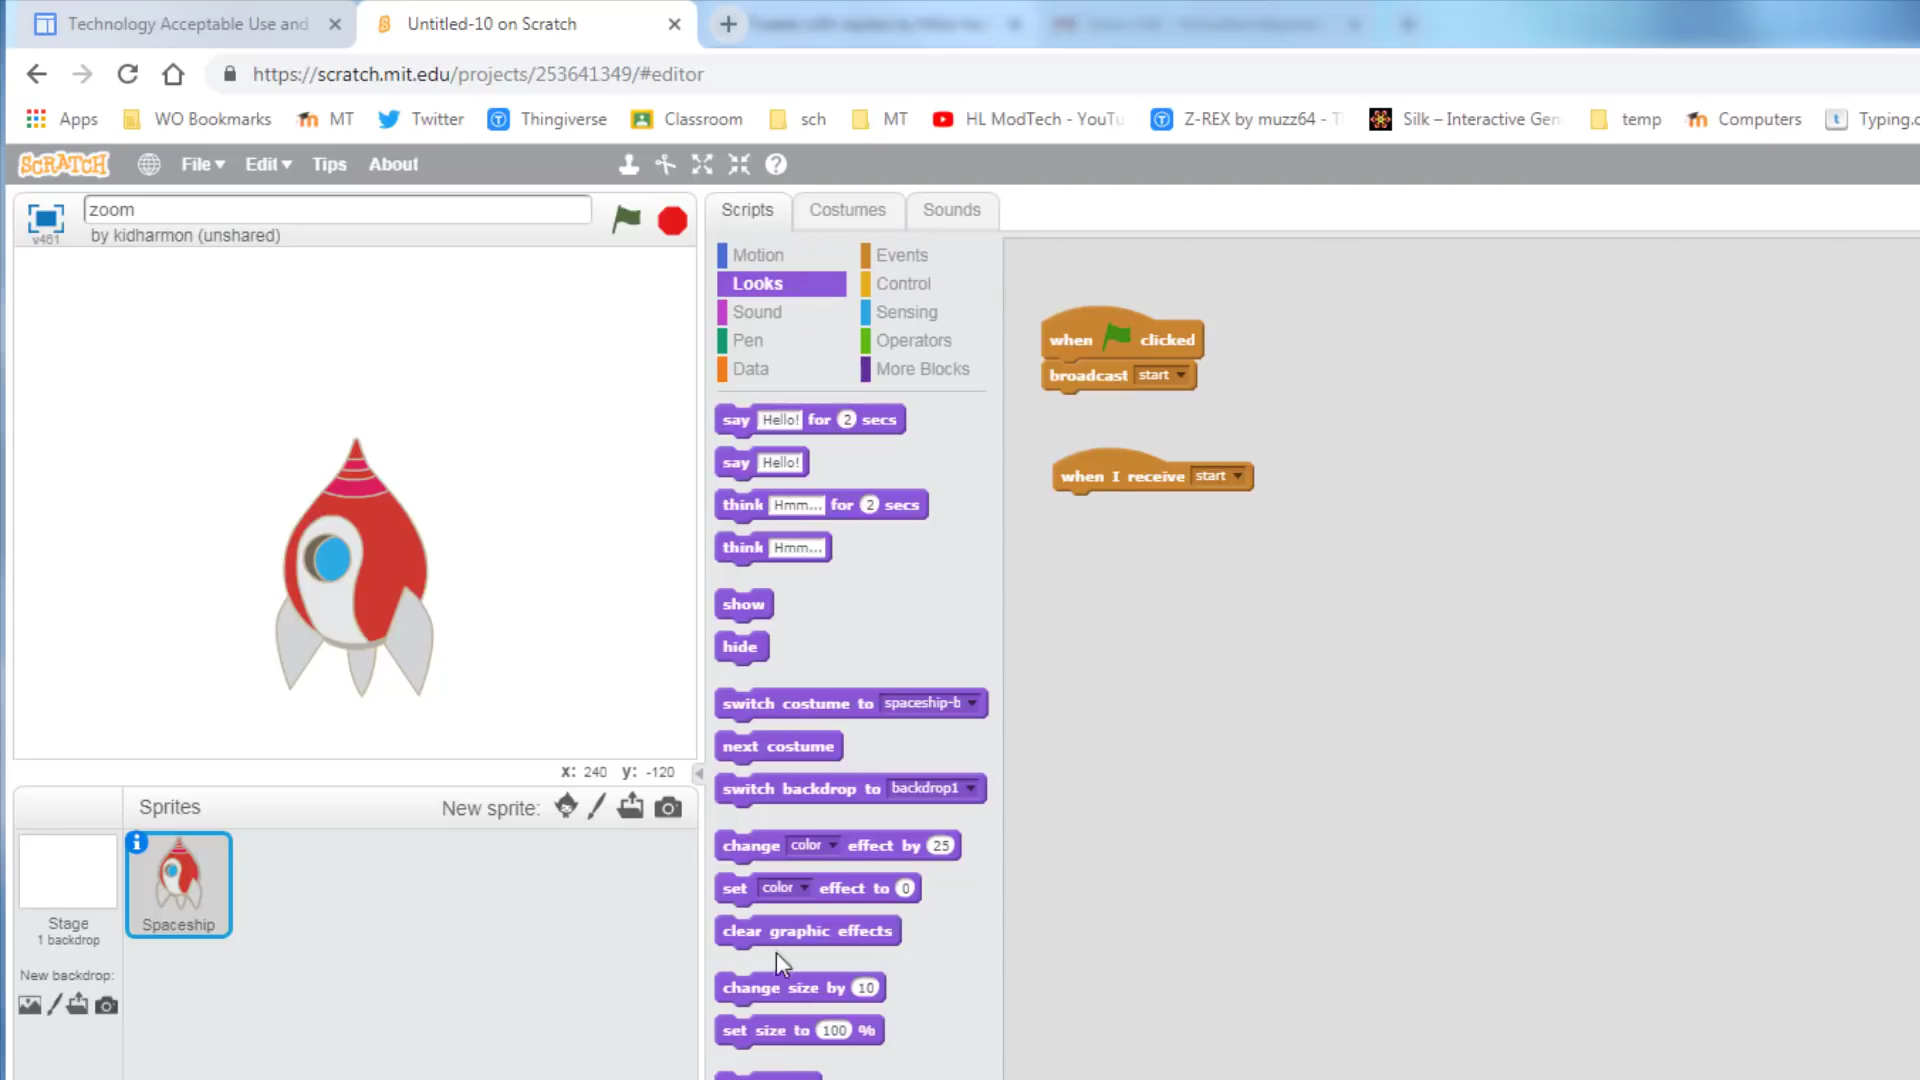 Technology Acceptable Use and
Untitled-10 on Scratch
https://scratch.mit.edu/projects/253641349/#editor
Apps WO Bookmarks MT Twitter Thingiverse Classroom sch MT HL ModTech - YouTu Z-REX by muzz64 - T Silk – Interactive Gen temp Computers Typing.c
SCRATCH File Edit Tips About
zoom
v461
by kidharmon (unshared)
Scripts Costumes Sounds
Motion Events
Looks Control
Sound Sensing
Pen Operators
Data More Blocks
when clicked
broadcast start
when I receive start
say Hello! for 2 secs
say Hello!
think Hmm... for 2 secs
think Hmm...
show
hide
switch costume to spaceship-b
next costume
switch backdrop to backdrop1
change color effect by 25
set color effect to 0
clear graphic effects
change size by 10
set size to 100 %
x: 240 y: -120
Sprites New sprite:
Spaceship
Stage
1 backdrop
New backdrop: